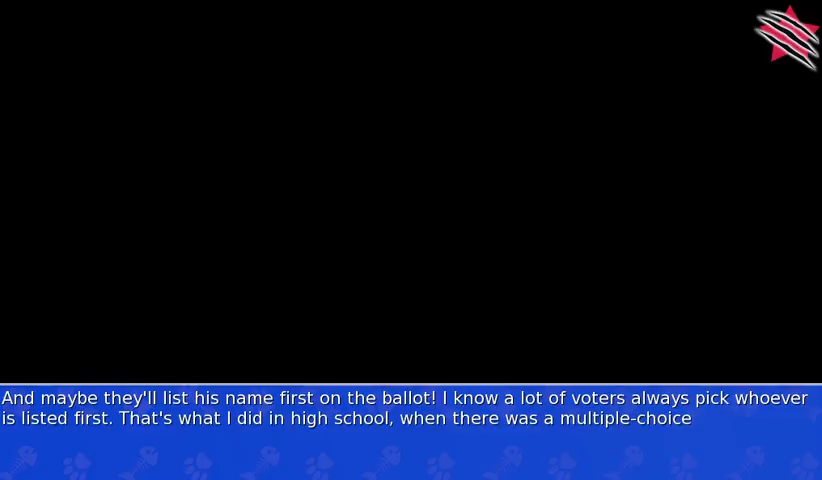 And maybe they'll list his name first on the ballot! I know a lot of voters always pick whoever
is listed first. That's what I did in high school, when there was a multiple-choice